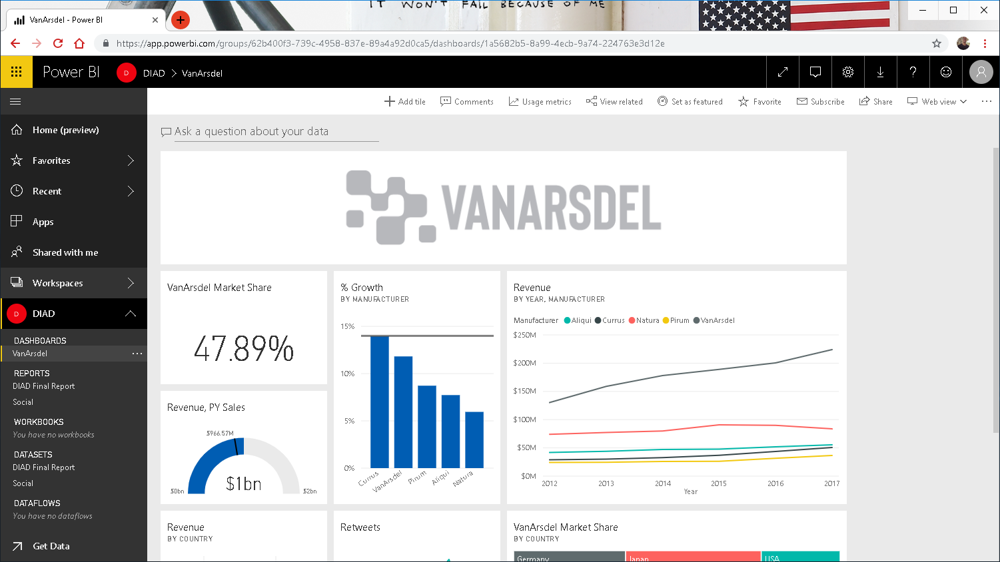 IT WON'T FAIL BECAUSE OF ME
VanArsdel - Power BI
https://app.powerbi.com/groups/62b400f3-739c-4958-837e-89a4a92d0ca5/dashboards/1a5682b5-8a99-4ecb-9a74-224763e3d12e
Power BI D DIAD > VanArsdel ?
Add tile Comments Usage metrics View related Set as featured Favorite Subscribe Share Web view ...
Home (preview)
Favorites
Recent
Apps
Shared with me
Workspaces
D DIAD
DASHBOARDS
VanArsdel ...
REPORTS
DIAD Final Report
Social
WORKBOOKS
You have no workbooks
DATASETS
DIAD Final Report
Social
DATAFLOWS
You have no dataflows
Get Data
Ask a question about your data
VANARSDEL
VanArsdel Market Share
47.89%
Revenue, PY Sales
$966.57M
$1bn
$0bn
$2bn
% Growth
BY MANUFACTURER
15%
10%
5%
0%
Currus VanArsdel Pirum Aliqui Natura
Revenue
BY YEAR, MANUFACTURER
Manufacturer Aliqui Currus Natura Pirum VanArsdel
$250M
$200M
$150M
$100M
$50M
$0M
2012 2013 2014 2015 2016 2017
Year
Revenue
BY COUNTRY
Retweets
VanArsdel Market Share
BY COUNTRY
Germany Japan USA